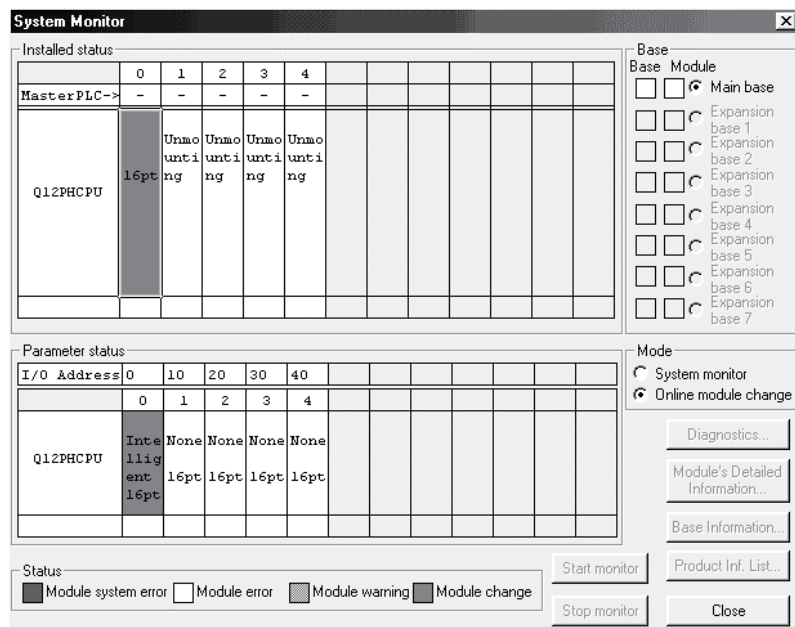 System Monitor
Installed status
0 1 2 3 4
MasterPLC-> - - - - -
Q12PHCPU
16pt
Unmo
unti
ng
Unmo
unti
ng
Unmo
unti
ng
Unmo
unti
ng
Base
Base Module
Main base
Expansion
base 1
Expansion
base 2
Expansion
base 3
Expansion
base 4
Expansion
base 5
Expansion
base 6
Expansion
base 7
Parameter status
I/O Address 0 10 20 30 40
0 1 2 3 4
Q12PHCPU
Inte
llig
ent
16pt
None
16pt
None
16pt
None
16pt
None
16pt
Mode
System monitor
Online module change
Diagnostics...
Module's Detailed
Information...
Base Information...
Product Inf. List...
Close
Status
Module system error Module error Module warning Module change
Start monitor
Stop monitor